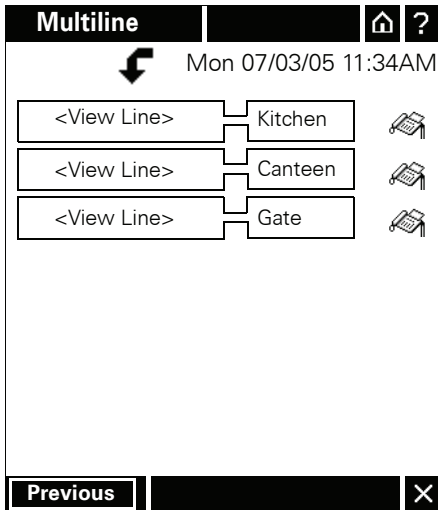 Multiline ?
Mon 07/03/05 11:34AM
<View Line> Kitchen
<View Line> Canteen
<View Line> Gate
Previous